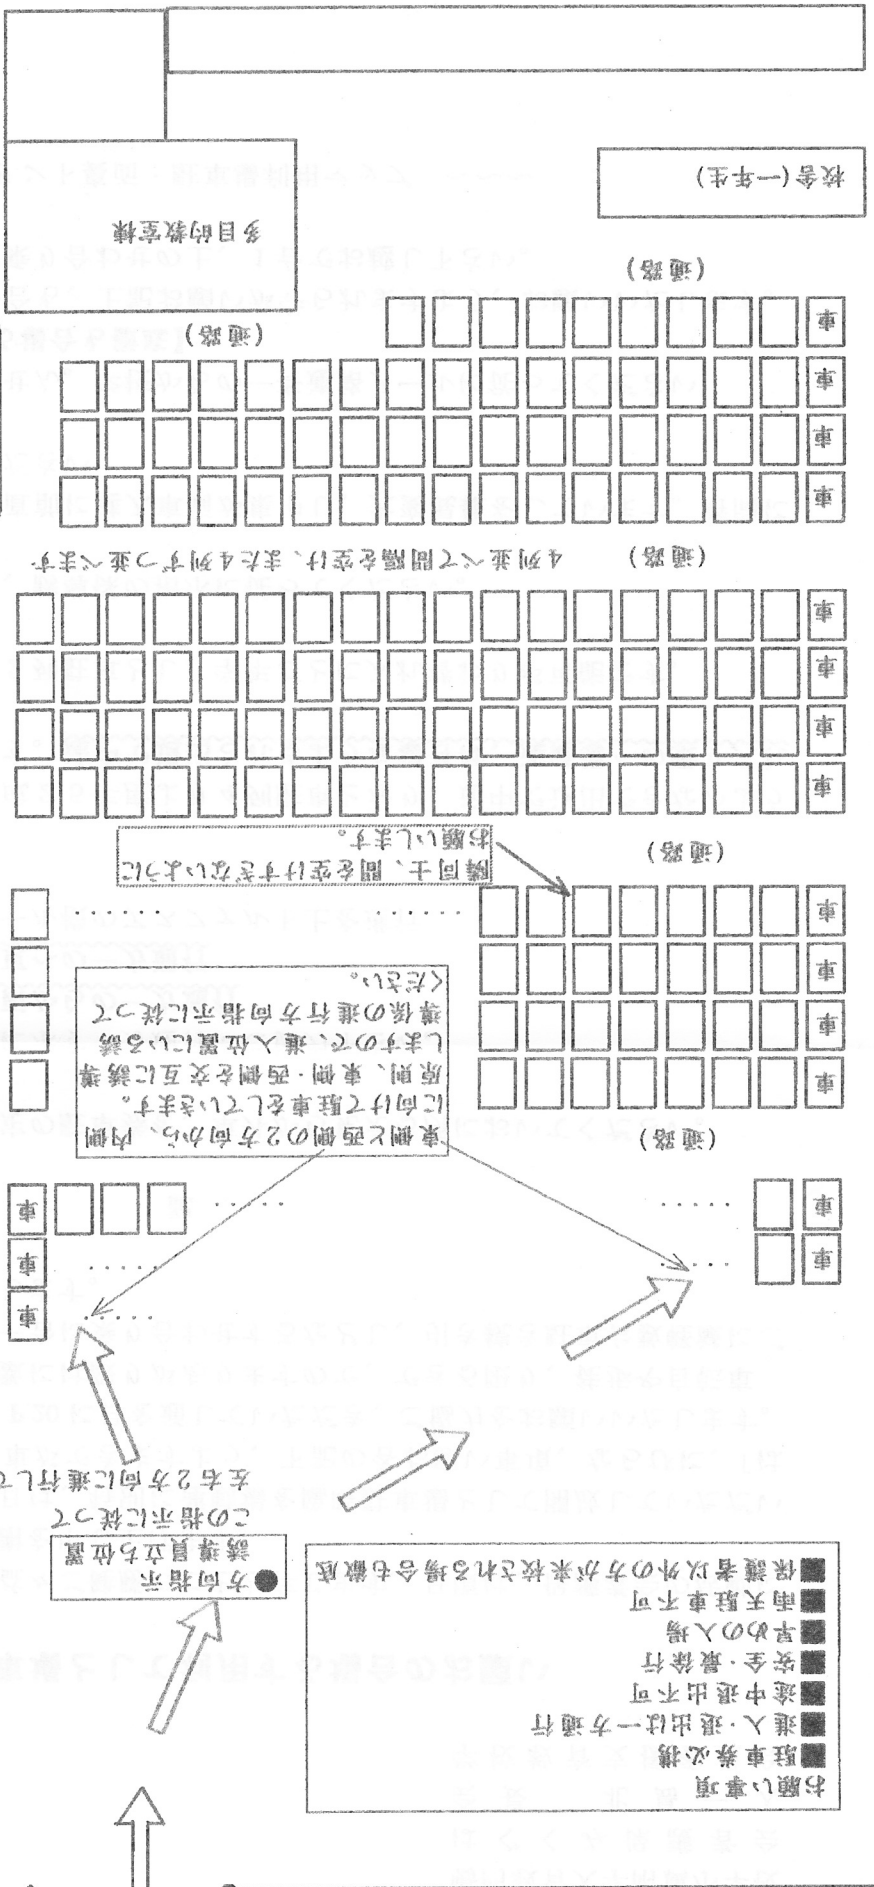 お願い事項
■駐車券必携
■進入・退出は一方通行
■途中退出不可
■安全・最徐行
■早めの入場
■雨天駐車不可
■保護者以外の方が来校される場合も徹底
●方向指示
誘導員立ち位置
この指示に従って
左右2方向に進行して
車
車
車
車
車
(通路)
東側と西側の2方向から、内側
に向けて駐車をしていきます。
原則、東側・西側を交互に誘導
しますので、進入位置にいる誘
導係の進行方向指示に従って
ください。
車
車
車
車
隣同士、間を空けすぎないように
お願いします。
(通路)
車
車
車
車
(通路)
4列並べて間隔を空け、また4列ずつ並べます
車
車
車
車
(通路)
(通路)
多目的教室棟
校舎(一年生)